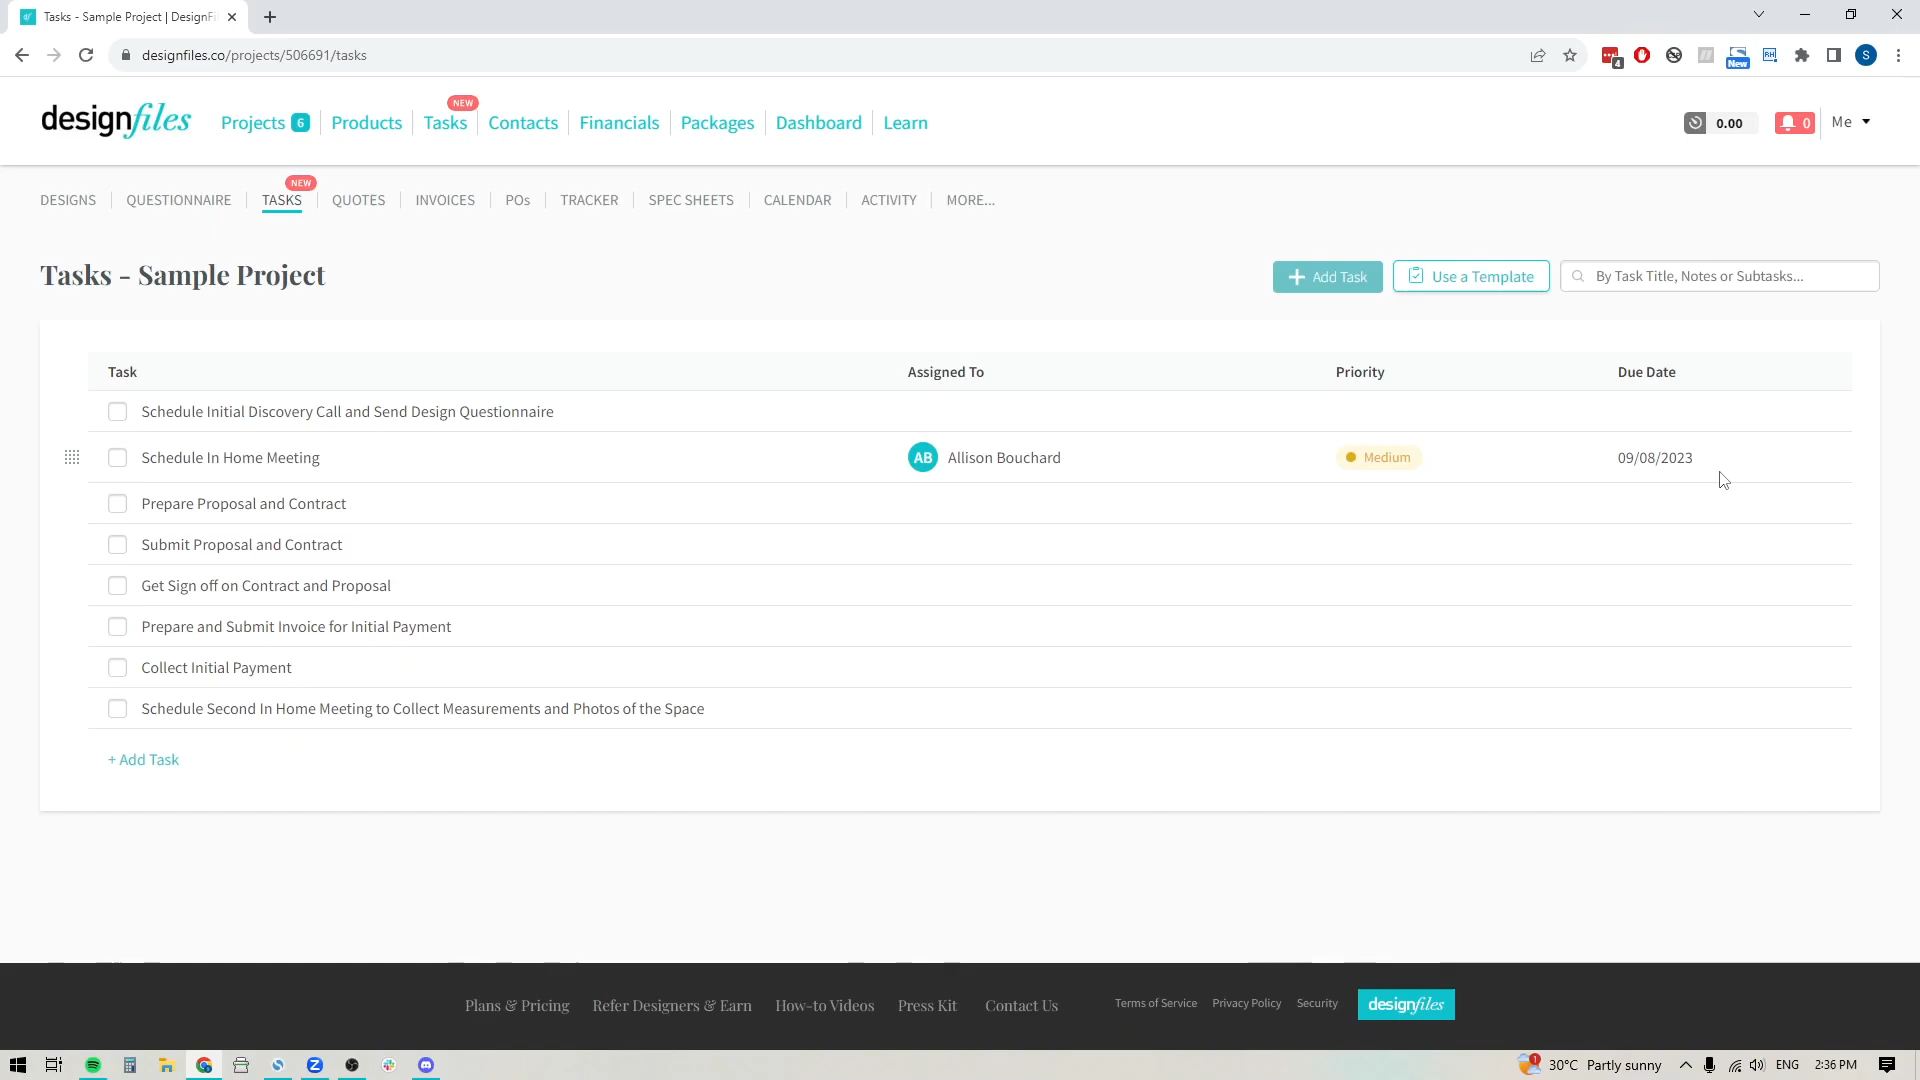 Tasks - Sample Project | DesignFi
designfiles.co/projects/506691/tasks
4
New
RH
S
designfiles
Projects 6
Products
Tasks
NEW
Contacts
Financials
Packages
Dashboard
Learn
0.00
0
Me
DESIGNS
QUESTIONNAIRE
TASKS
NEW
QUOTES
INVOICES
POs
TRACKER
SPEC SHEETS
CALENDAR
ACTIVITY
MORE...
Tasks - Sample Project
Add Task
Use a Template
By Task Title, Notes or Subtasks...
Task Assigned To Priority Due Date
Schedule Initial Discovery Call and Send Design Questionnaire
Schedule In Home Meeting AB Allison Bouchard Medium 09/08/2023
Prepare Proposal and Contract
Submit Proposal and Contract
Get Sign off on Contract and Proposal
Prepare and Submit Invoice for Initial Payment
Collect Initial Payment
Schedule Second In Home Meeting to Collect Measurements and Photos of the Space
+ Add Task
Plans & Pricing Refer Designers & Earn How-to Videos Press Kit Contact Us Terms of Service Privacy Policy Security designfiles
1 30°C Partly sunny ENG 2:36 PM